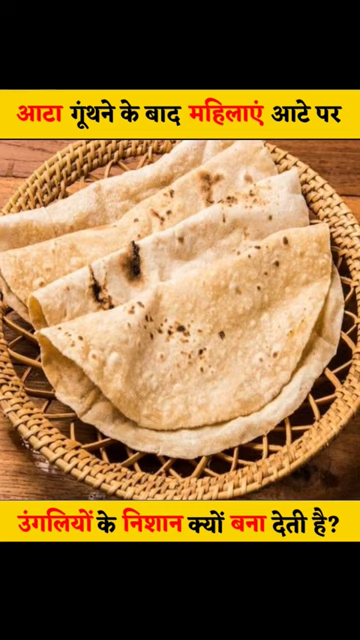 आटा गूंथने के बाद महिलाएं आटे पर
उंगलियों के निशान क्यों बना देती है?